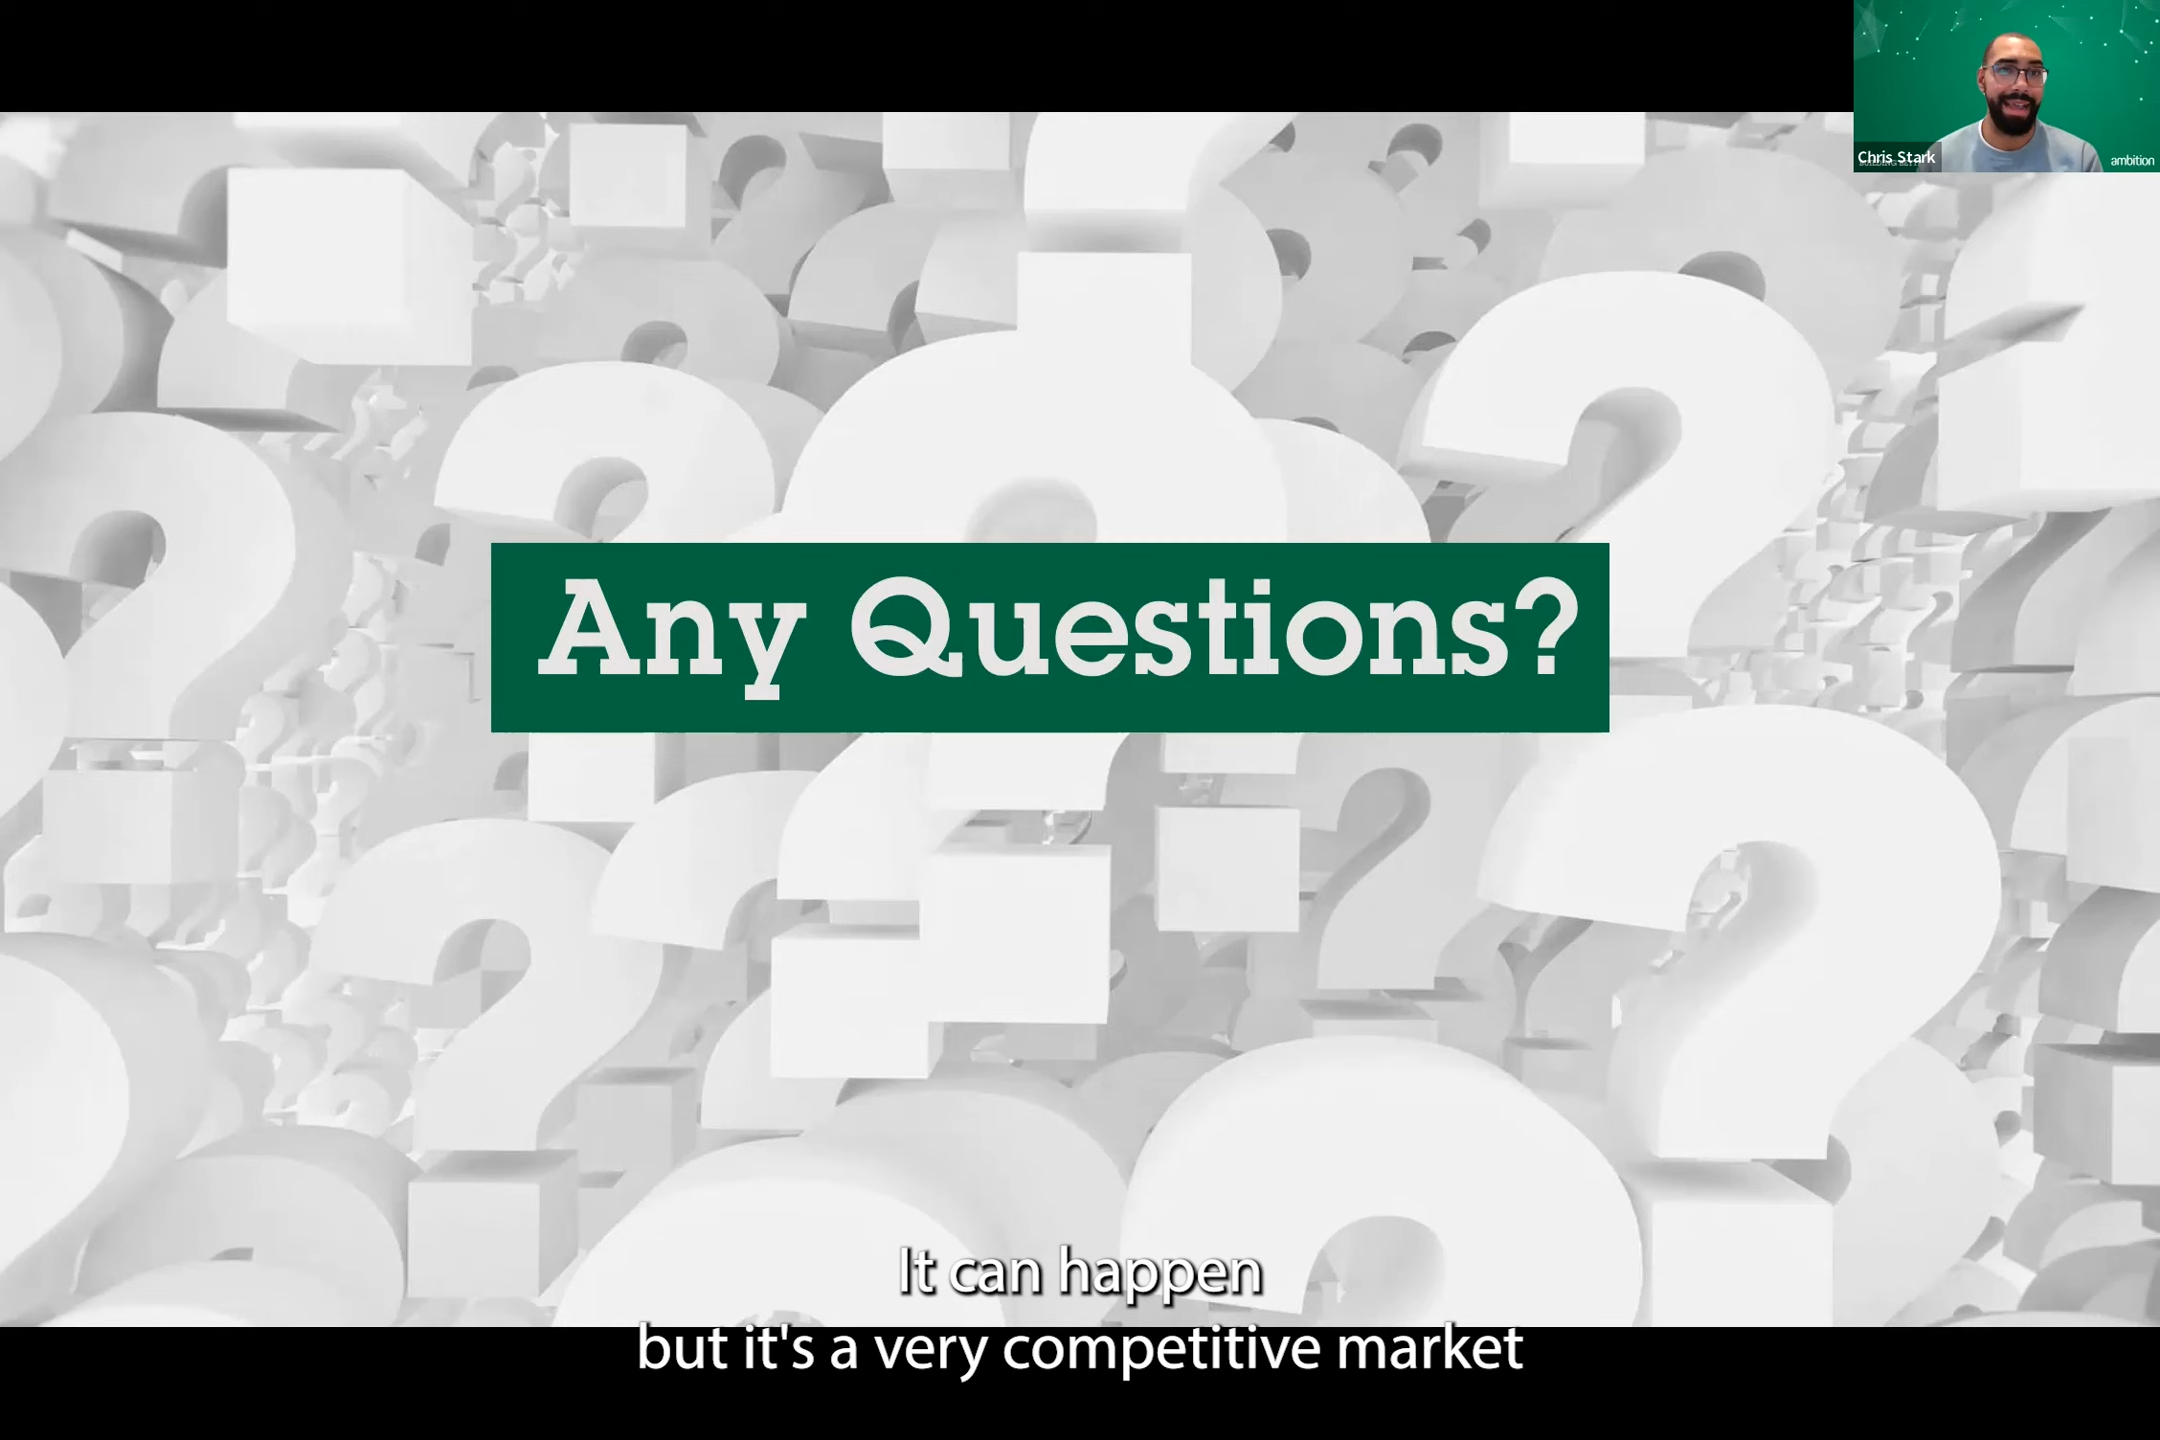 Chris Stark
ambition
Any Questions?
It can happen
but it's a very competitive market